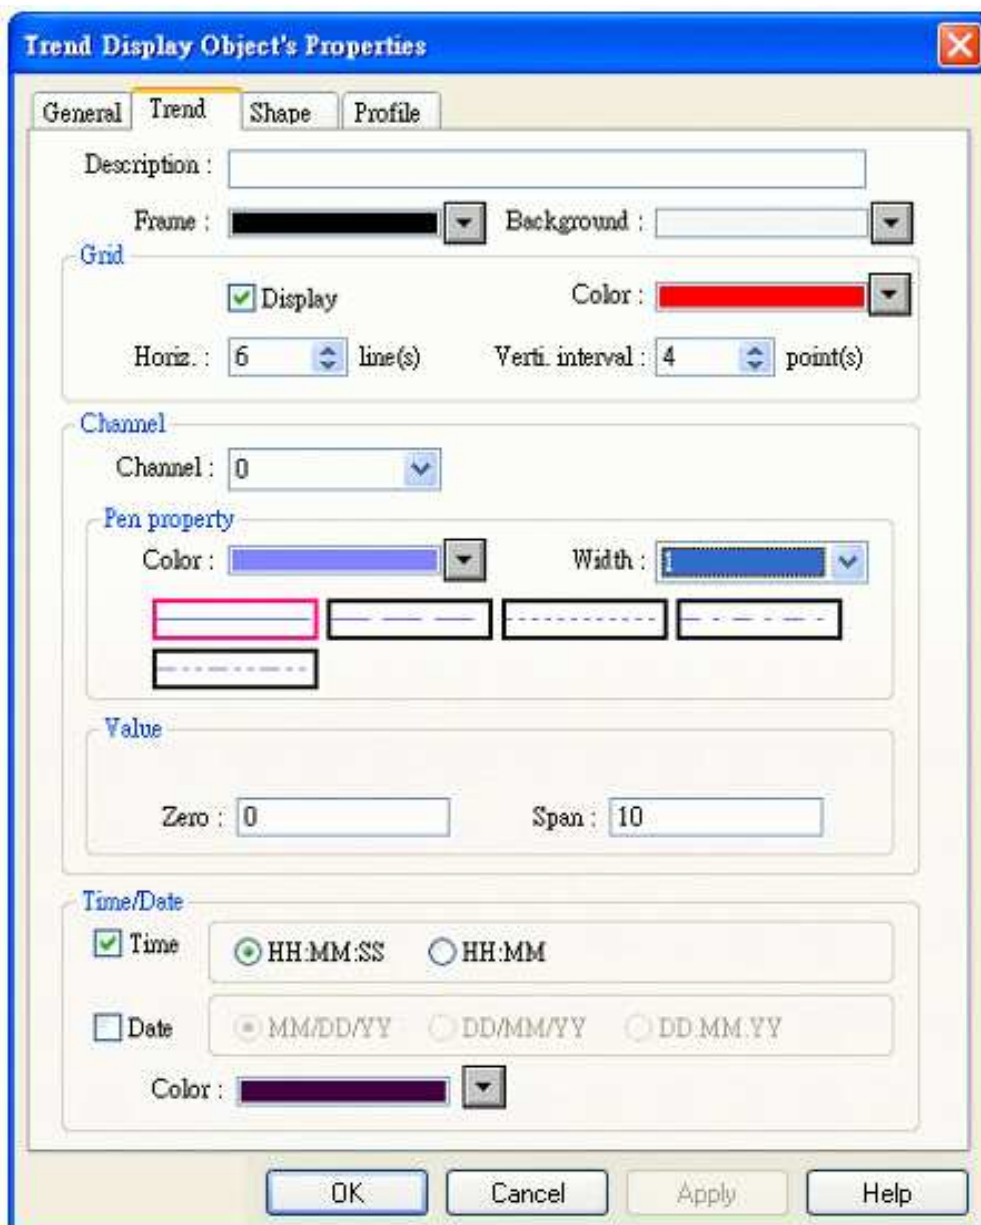 Trend Display Object's Properties
General Trend Shape Profile
Description :
Frame : Background :
Grid
Display Color :
Horiz. : 6 line(s) Verti. interval : 4 point(s)
Channel
Channel : 0
Pen property
Color : Width : 1
Value
Zero : 0 Span : 10
Time/Date
Time HH:MM:SS HH:MM
Date MM/DD/YY DD/MM/YY DD.MM.YY
Color :
OK Cancel Apply Help